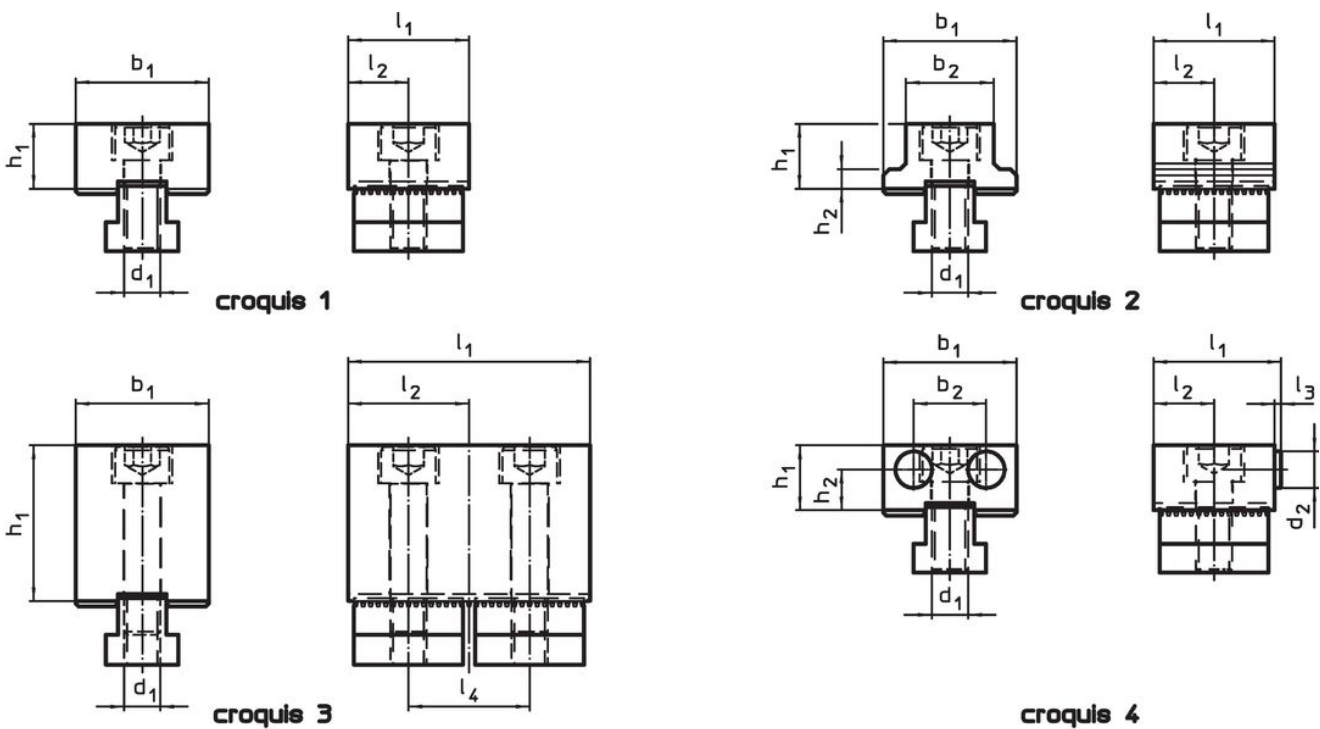 b₁
h₁
d₁
l₁
l₂
croquis 1
b₁
b₂
h₁
h₂
d₁
l₁
l₂
croquis 2
b₁
h₁
d₁
l₁
l₂
l₄
croquis 3
b₁
b₂
h₁
h₂
d₁
l₁
l₂
l₃
d₂
croquis 4